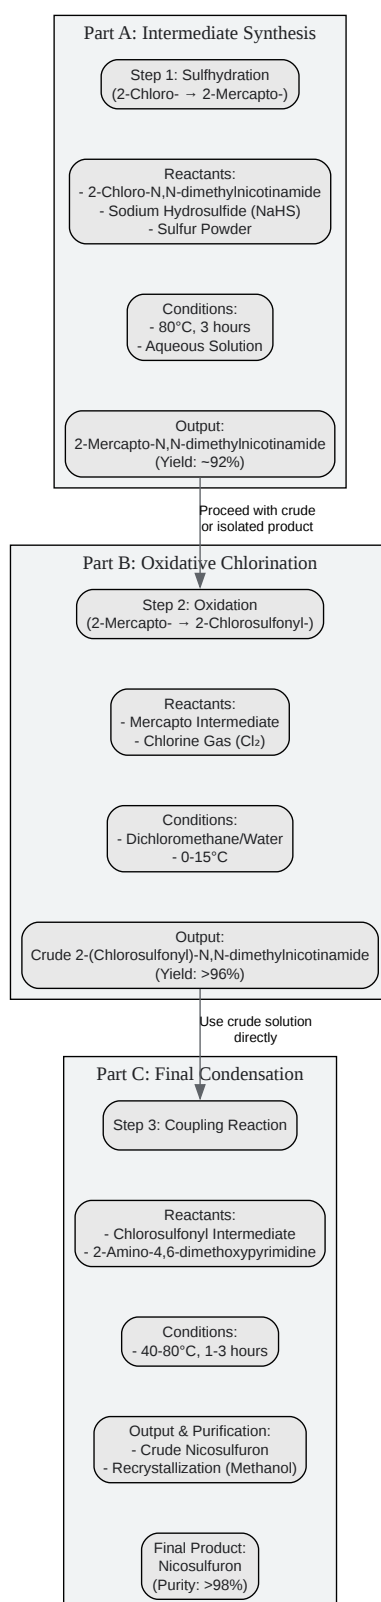 Part A: Intermediate Synthesis
Step 1: Sulfhydration
(2-Chloro- → 2-Mercapto-)
Reactants:
- 2-Chloro-N,N-dimethylnicotinamide
- Sodium Hydrosulfide (NaHS)
- Sulfur Powder
Conditions:
- 80°C, 3 hours
- Aqueous Solution
Output:
2-Mercapto-N,N-dimethylnicotinamide
(Yield: ~92%)
Proceed with crude
or isolated product
Part B: Oxidative Chlorination
Step 2: Oxidation
(2-Mercapto- → 2-Chlorosulfonyl-)
Reactants:
- Mercapto Intermediate
- Chlorine Gas (Cl₂)
Conditions:
- Dichloromethane/Water
- 0-15°C
Output:
Crude 2-(Chlorosulfonyl)-N,N-dimethylnicotinamide
(Yield: >96%)
Use crude solution
directly
Part C: Final Condensation
Step 3: Coupling Reaction
Reactants:
- Chlorosulfonyl Intermediate
- 2-Amino-4,6-dimethoxypyrimidine
Conditions:
- 40-80°C, 1-3 hours
Output & Purification:
- Crude Nicosulfuron
- Recrystallization (Methanol)
Final Product:
Nicosulfuron
(Purity: >98%)